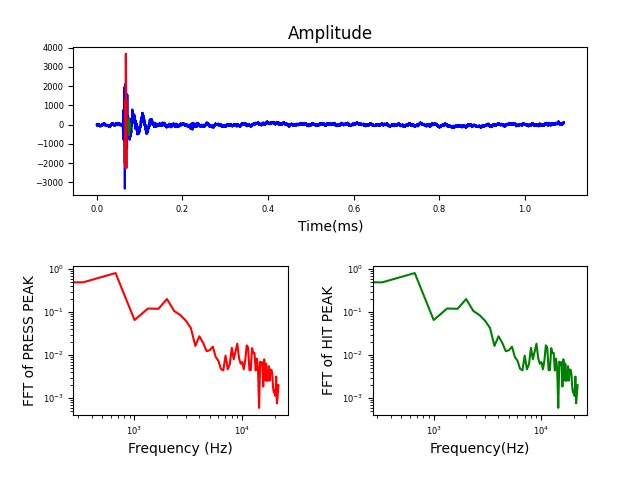 Amplitude
4000
3000
2000
1000
0
−1000
−2000
−3000
0.0 0.2 0.4 0.6 0.8 1.0
Time(ms)
FFT of PRESS PEAK
10⁰
10⁻¹
10⁻²
10⁻³
10³ 10⁴
Frequency (Hz)
FFT of HIT PEAK
10⁰
10⁻¹
10⁻²
10⁻³
10³ 10⁴
Frequency(Hz)